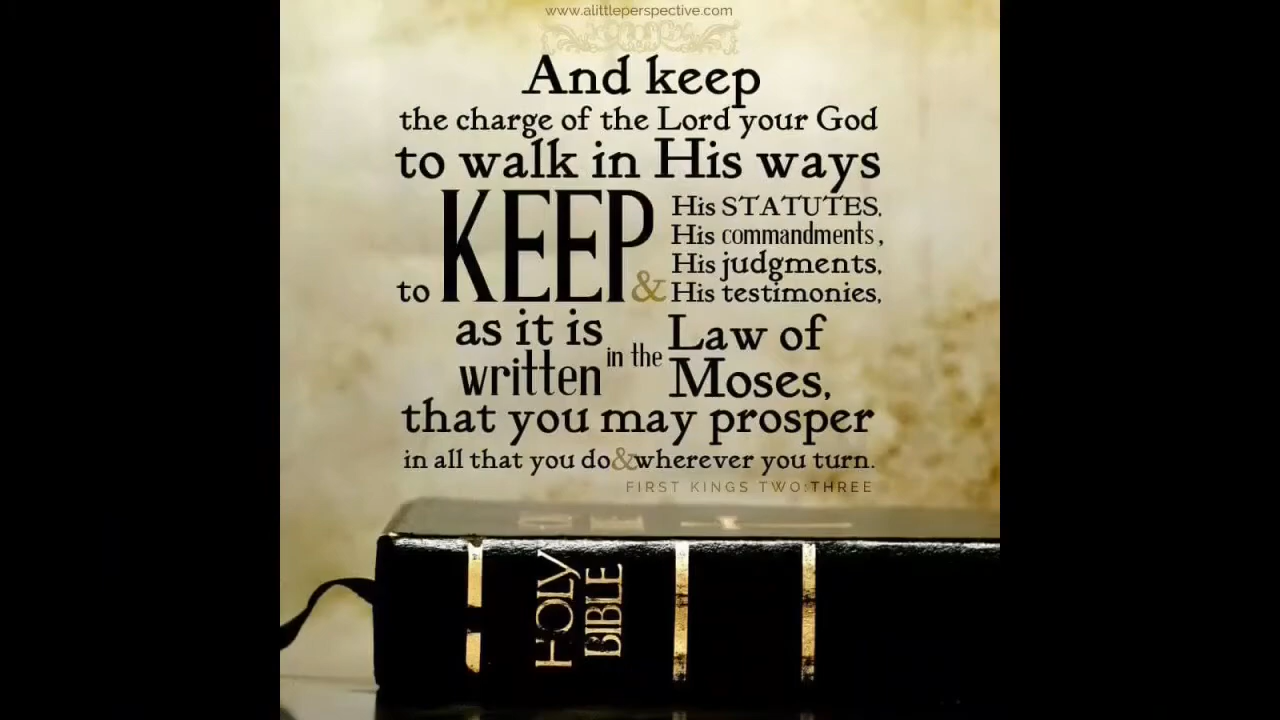 www.alittleperspective.com
And keep
the charge of the Lord your God
to walk in His ways
to KEEP & His STATUTES,
His commandments,
His judgments,
His testimonies,
as it is written in the Law of Moses,
that you may prosper
in all that you do & wherever you turn.
FIRST KINGS TWO:THREE
HOLY
BIBLE